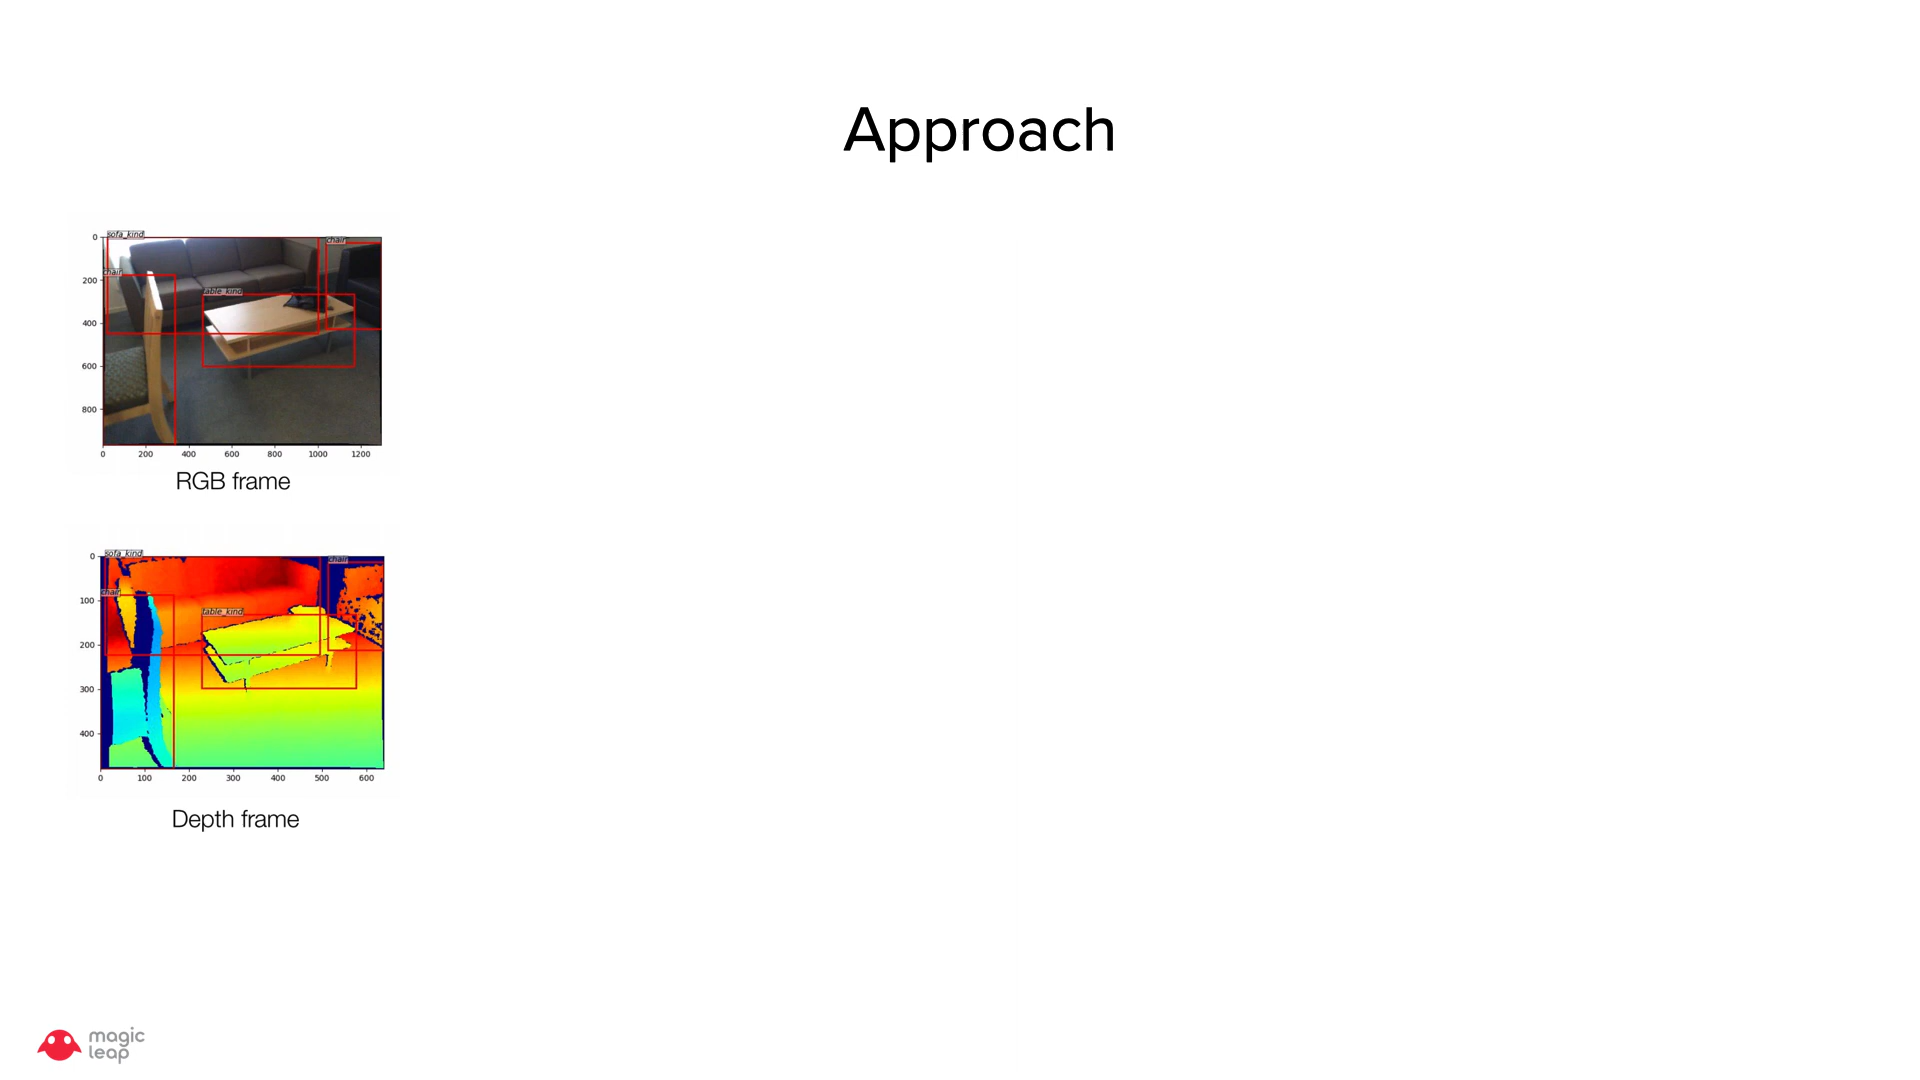 Approach
sofa_kind
chair
chair
table_kind
0
200
400
600
800
0 200 400 600 800 1000 1200
RGB frame
sofa_kind
chair
chair
table_kind
0
100
200
300
400
0 100 200 300 400 500 600
Depth frame
magic
leap